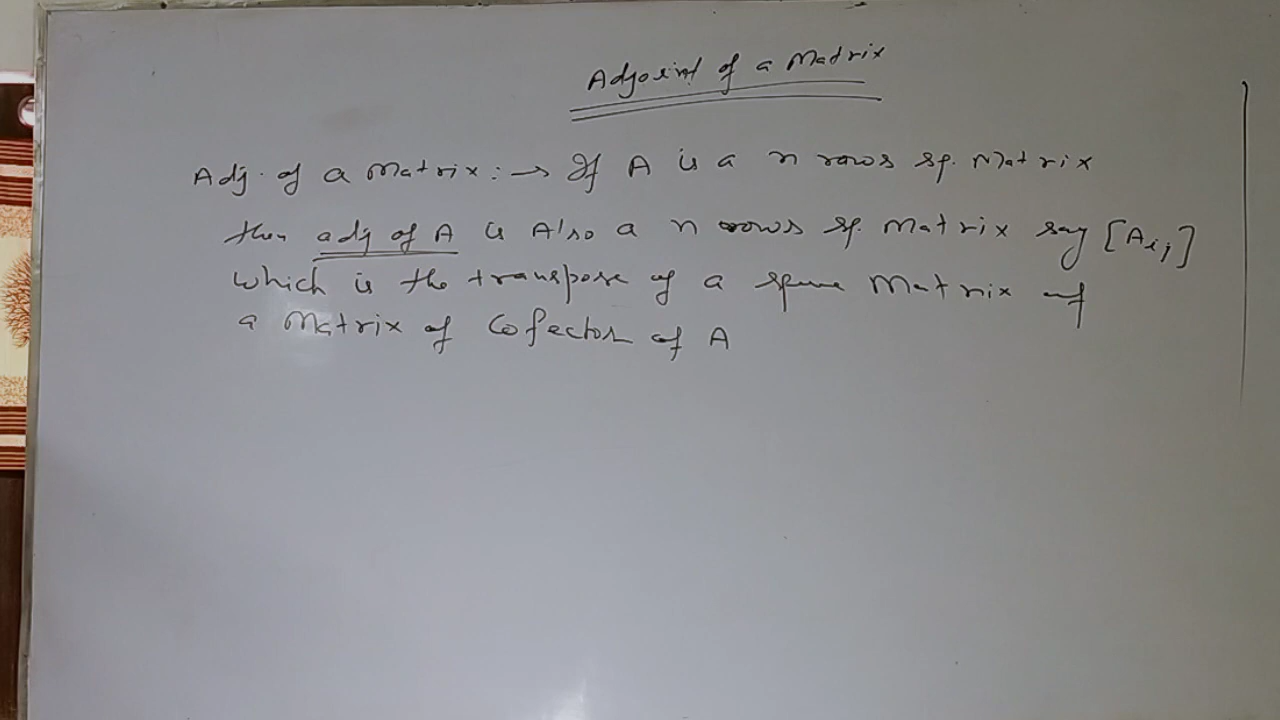 Adjoint of a Matrix
Adj. of a Matrix :→ If A is a n rows sq. Matrix
then adj of A is Also a n rows sq. Matrix say [Aij]
which is the transpose of a square Matrix of
a Matrix of Cofactor of A